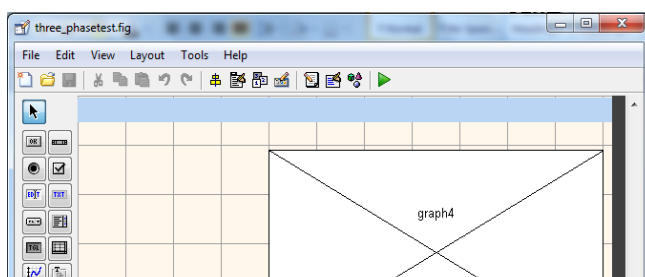 three_phasetest.fig
File Edit View Layout Tools Help
OK
EDIT TXT
TGL
graph4